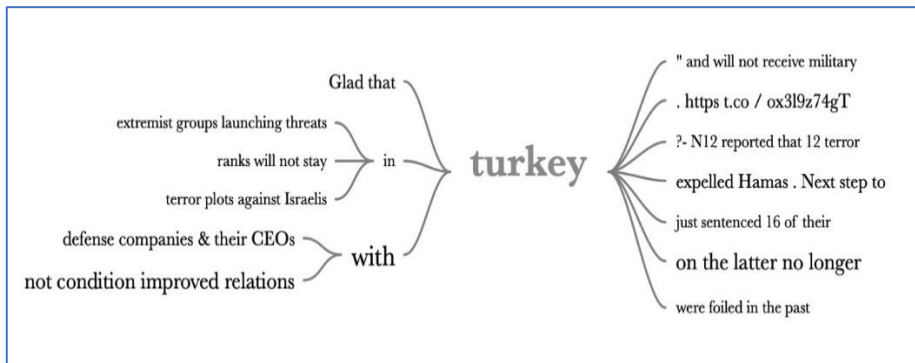 Glad that
extremist groups launching threats
ranks will not stay
terror plots against Israelis
in
defense companies & their CEOs
not condition improved relations
with
turkey
" and will not receive military
. https t.co / ox3l9z74gT
?- N12 reported that 12 terror
expelled Hamas . Next step to
just sentenced 16 of their
on the latter no longer
were foiled in the past